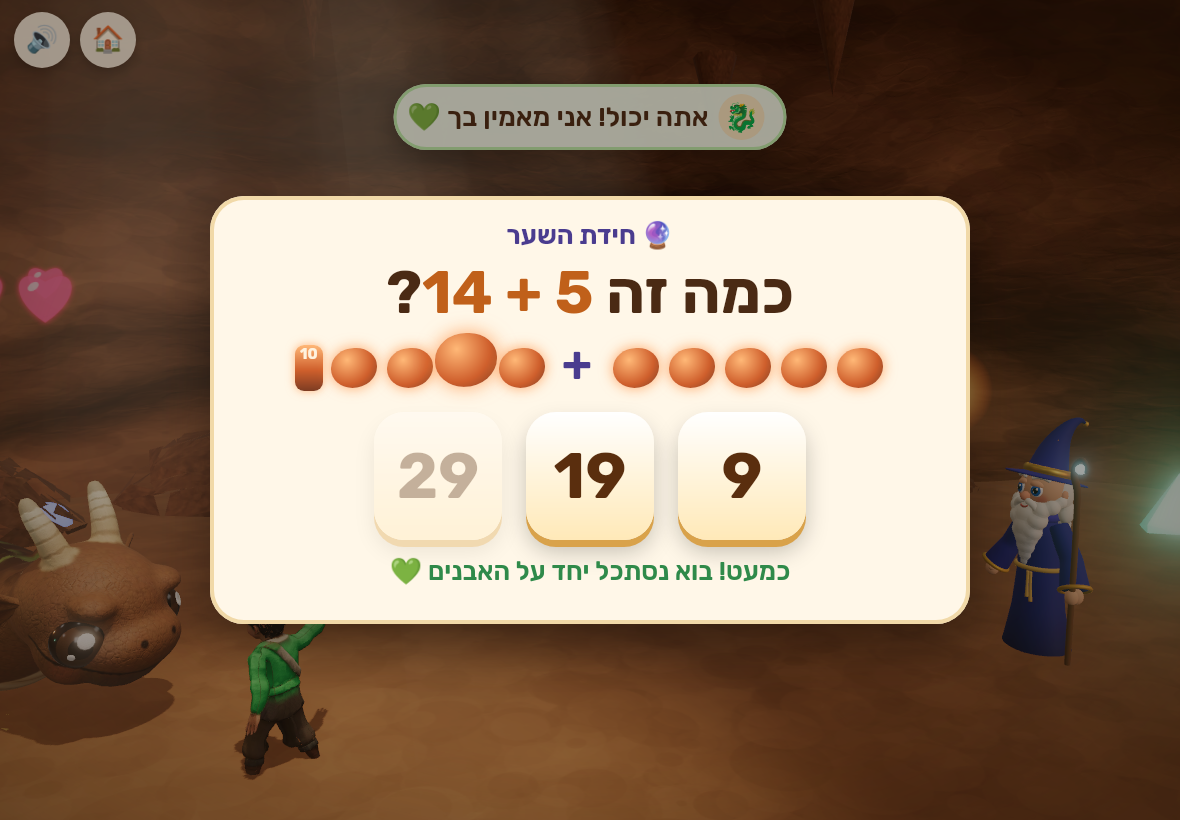 אתה יכול! אני מאמין בך 💚
🔮 חידת השער
כמה זה 14 + 5?
10 +
9 19 29
כמעט! בוא נסתכל יחד על האבנים 💚